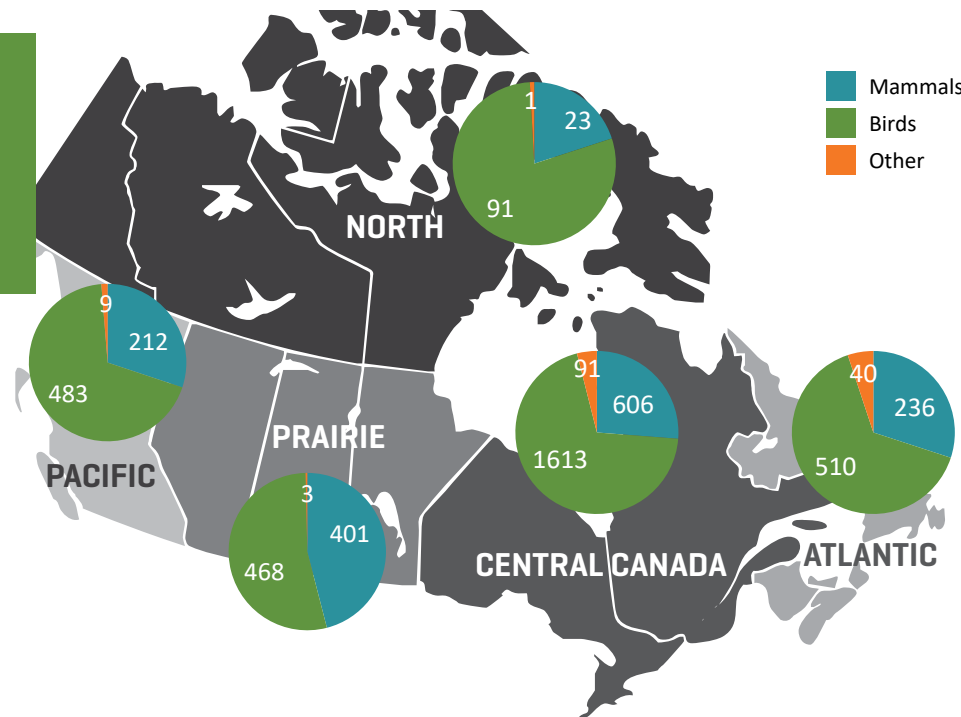 Mammals
Birds
Other
1
23
91
NORTH
9
212
483
PACIFIC
PRAIRIE
3
401
468
91
606
1613
CENTRAL CANADA
40
236
510
ATLANTIC